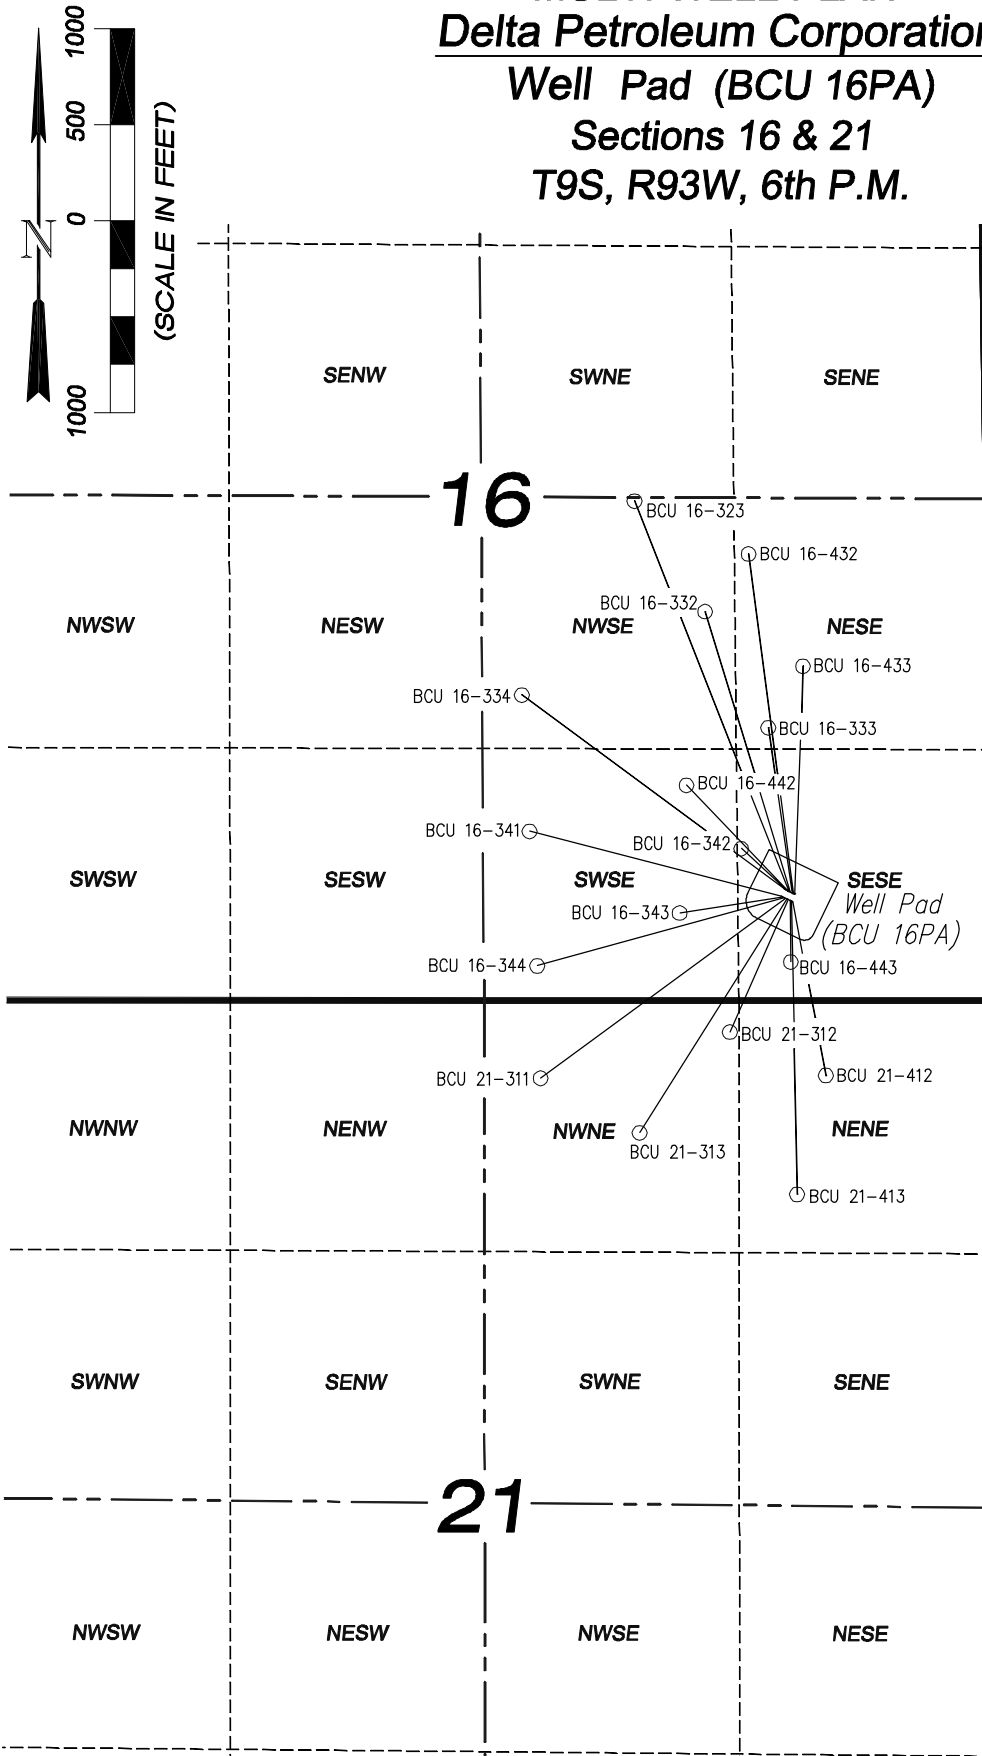 Delta Petroleum Corporation
Well Pad (BCU 16PA)
Sections 16 & 21
T9S, R93W, 6th P.M.
1000
500
0
1000
(SCALE IN FEET)
N
SENW
SWNE
SENE
16
BCU 16-323
BCU 16-432
BCU 16-332
NWSW
NESW
NWSE
NESE
BCU 16-433
BCU 16-334
BCU 16-333
BCU 16-442
BCU 16-341
BCU 16-342
SWSW
SESW
SWSE
SESE
Well Pad
(BCU 16PA)
BCU 16-343
BCU 16-344
BCU 16-443
BCU 21-312
BCU 21-311
BCU 21-412
NWNW
NENW
NWNE
NENE
BCU 21-313
BCU 21-413
SWNW
SENW
SWNE
SENE
21
NWSW
NESW
NWSE
NESE